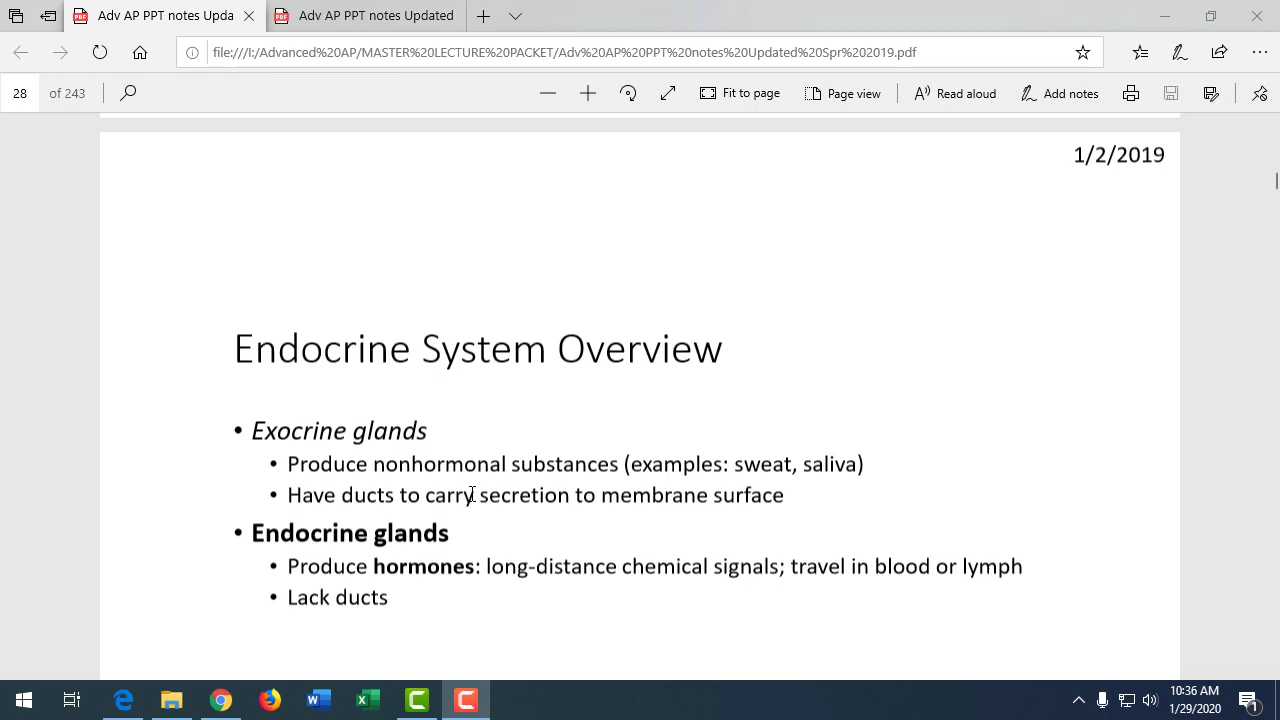 Adv AP PPT notes Upd
Adv AP PPT notes Updated
file:///I:/Advanced%20AP/MASTER%20LECTURE%20PACKET/Adv%20AP%20PPT%20notes%20Updated%20Spr%202019.pdf
28 of 243 Fit to page Page view Read aloud Add notes
1/2/2019
Endocrine System Overview
• Exocrine glands
• Produce nonhormonal substances (examples: sweat, saliva)
• Have ducts to carry secretion to membrane surface
• Endocrine glands
• Produce hormones: long-distance chemical signals; travel in blood or lymph
• Lack ducts
10:36 AM
1/29/2020
1